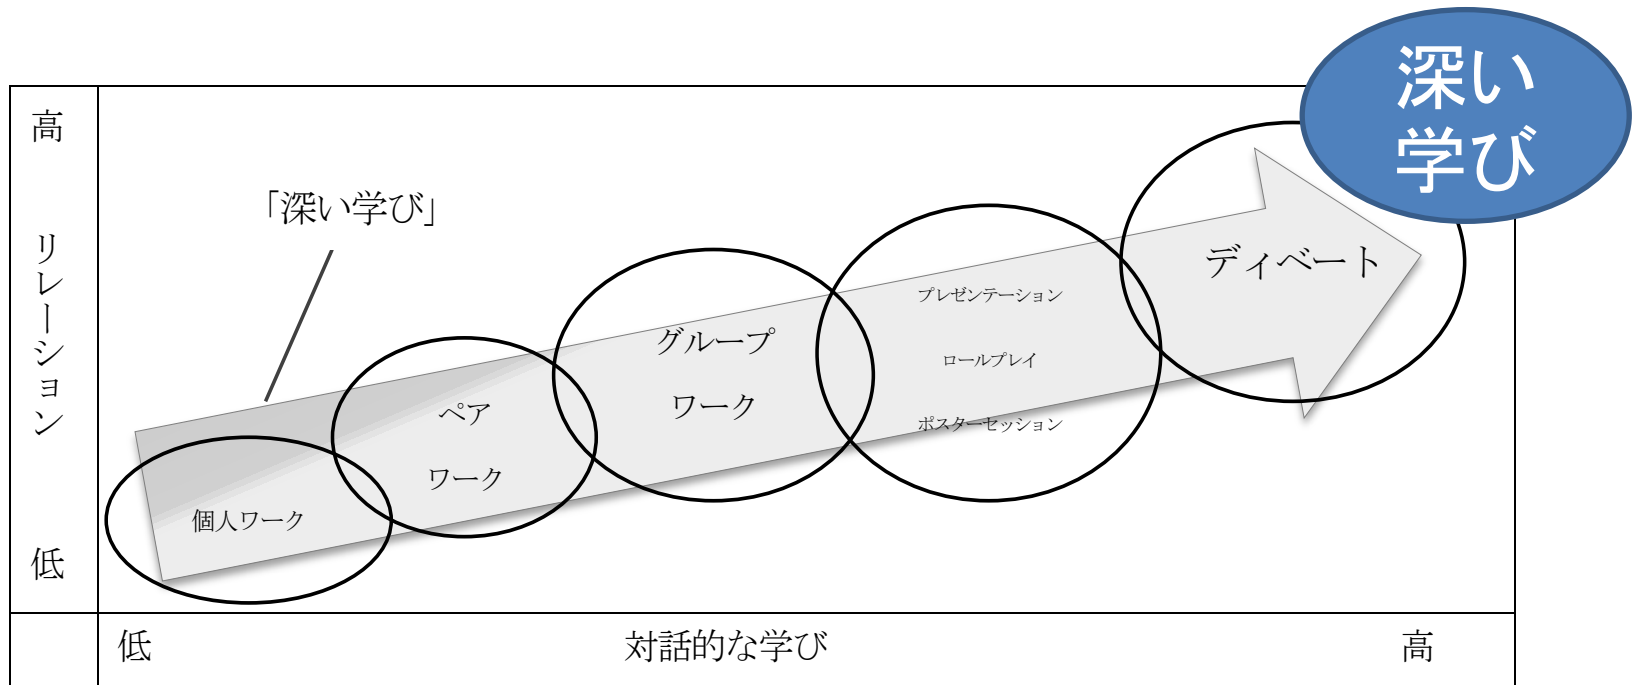 深い
学び
高
リレーション
低
「深い学び」
個人ワーク
ペア
ワーク
グループ
ワーク
プレゼンテーション
ロールプレイ
ポスターセッション
ディベート
低 対話的な学び 高